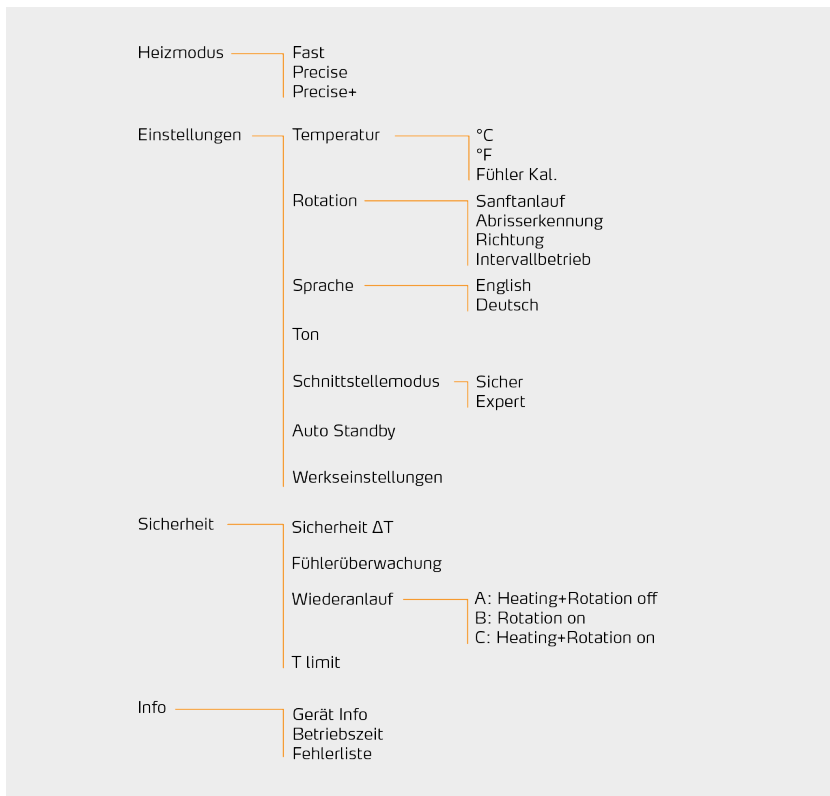 Heizmodus Fast
Precise
Precise+
Einstellungen Temperatur °C
°F
Fühler Kal.
Rotation Sanftanlauf
Abrisserkennung
Richtung
Intervallbetrieb
Sprache English
Deutsch
Ton
Schnittstellemodus Sicher
Expert
Auto Standby
Werkseinstellungen
Sicherheit Sicherheit ΔT
Fühlerüberwachung
Wiederanlauf A: Heating+Rotation off
B: Rotation on
C: Heating+Rotation on
T limit
Info Gerät Info
Betriebszeit
Fehlerliste